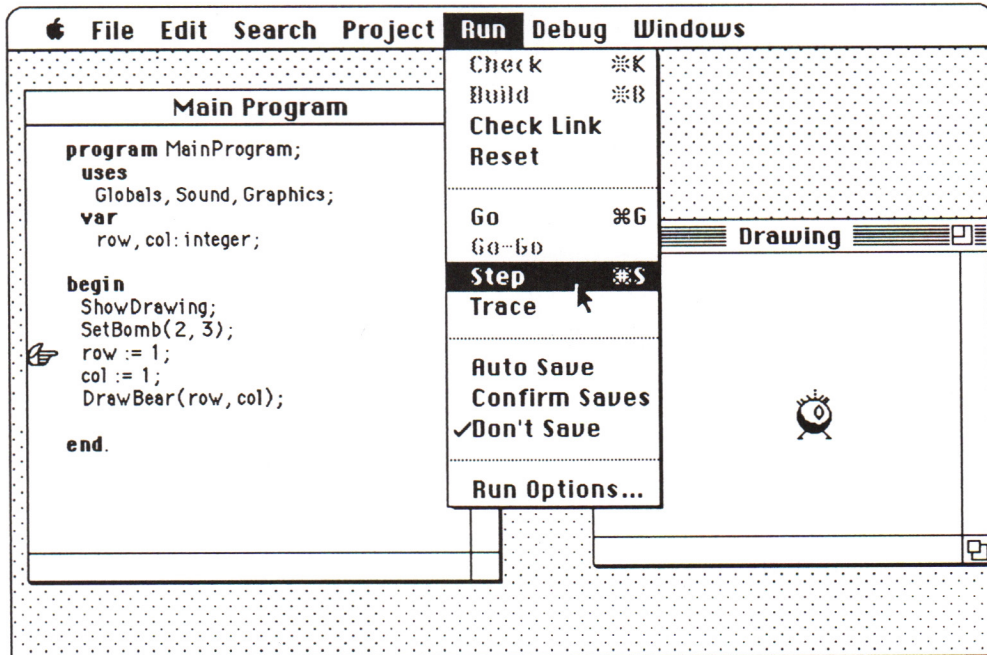 File Edit Search Project Run Debug Windows
Main Program
program MainProgram;
uses
Globals, Sound, Graphics;
var
row, col: integer;
begin
ShowDrawing;
SetBomb(2, 3);
row := 1;
col := 1;
DrawBear(row, col);
end.
Check ⌘K
Build ⌘B
Check Link
Reset
Go ⌘G
Go-Go
Step ⌘S
Trace
Auto Save
Confirm Saves
✓Don't Save
Run Options...
Drawing